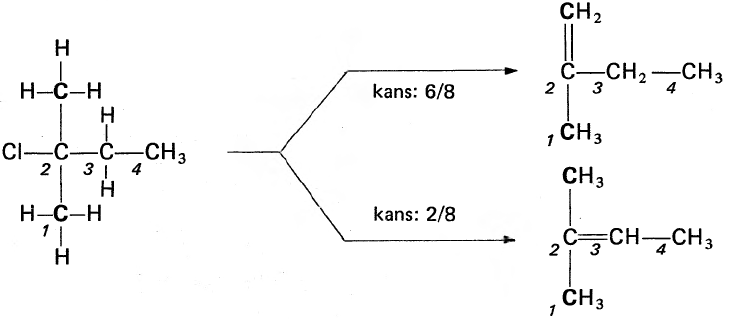 H
H–C–H
H
Cl–C–C–CH₃
2 3 4
H
H–C–H
1
H
kans: 6/8
kans: 2/8
CH₂
C–CH₂–CH₃
2 3 4
1 CH₃
CH₃
C=CH–CH₃
2 3 4
1 CH₃